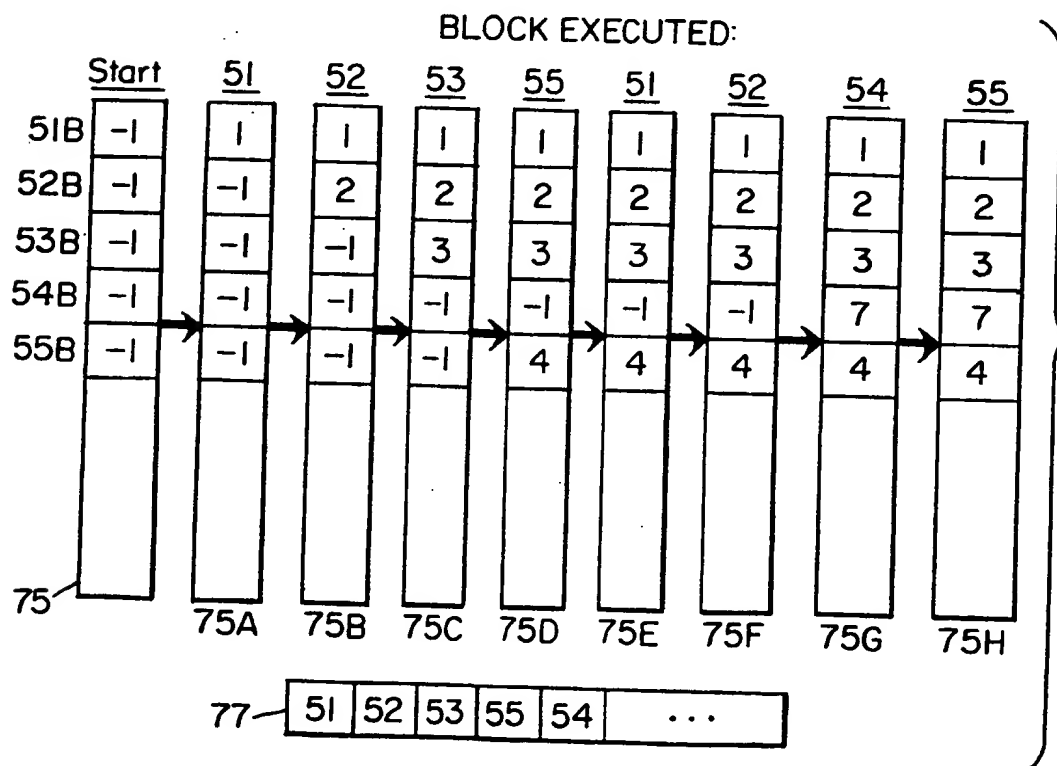 BLOCK EXECUTED:
Start 51 52 53 55 51 52 54 55
51B -1 1 1 1 1 1 1 1 1
52B -1 -1 2 2 2 2 2 2 2
53B -1 -1 -1 3 3 3 3 3 3
54B -1 -1 -1 -1 -1 -1 -1 7 7
55B -1 -1 -1 -1 4 4 4 4 4
75
75A 75B 75C 75D 75E 75F 75G 75H
77 51 52 53 55 54 ...